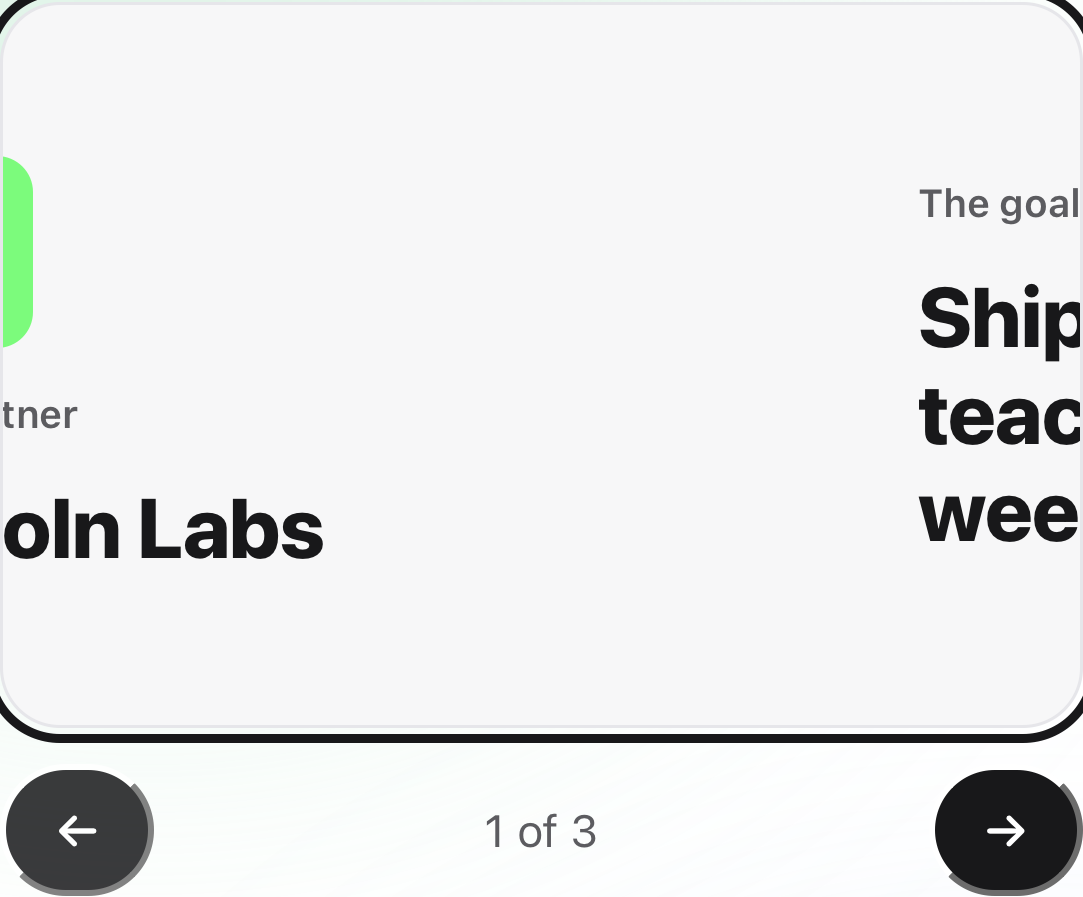 tner
oln Labs
The goal
Ship
teac
wee
1 of 3